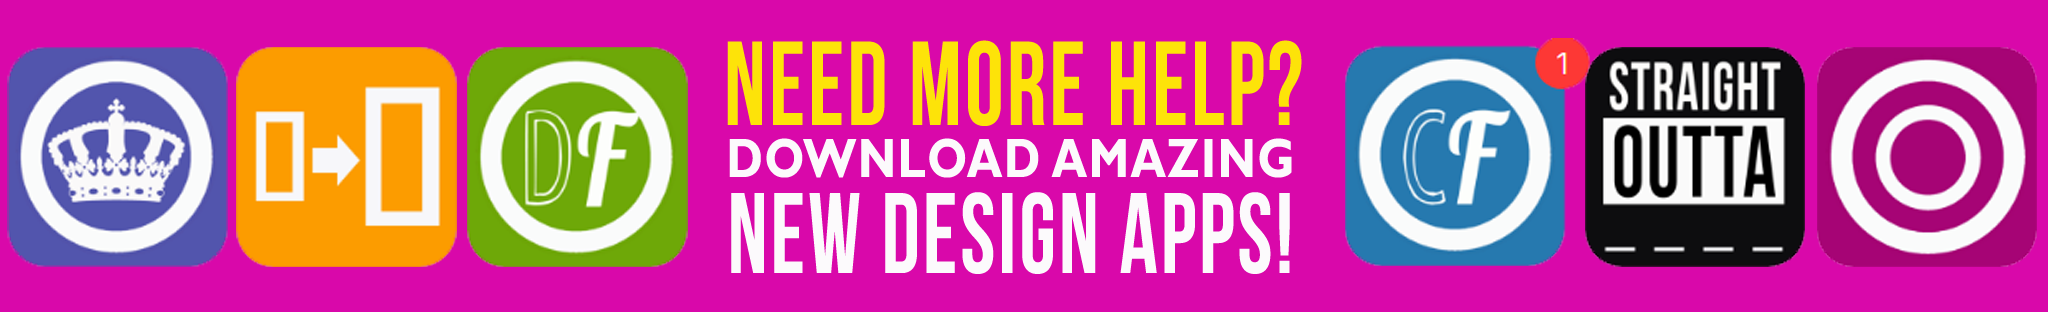 DF
NEED MORE HELP?
DOWNLOAD AMAZING
NEW DESIGN APPS!
CF
1
STRAIGHT
OUTTA